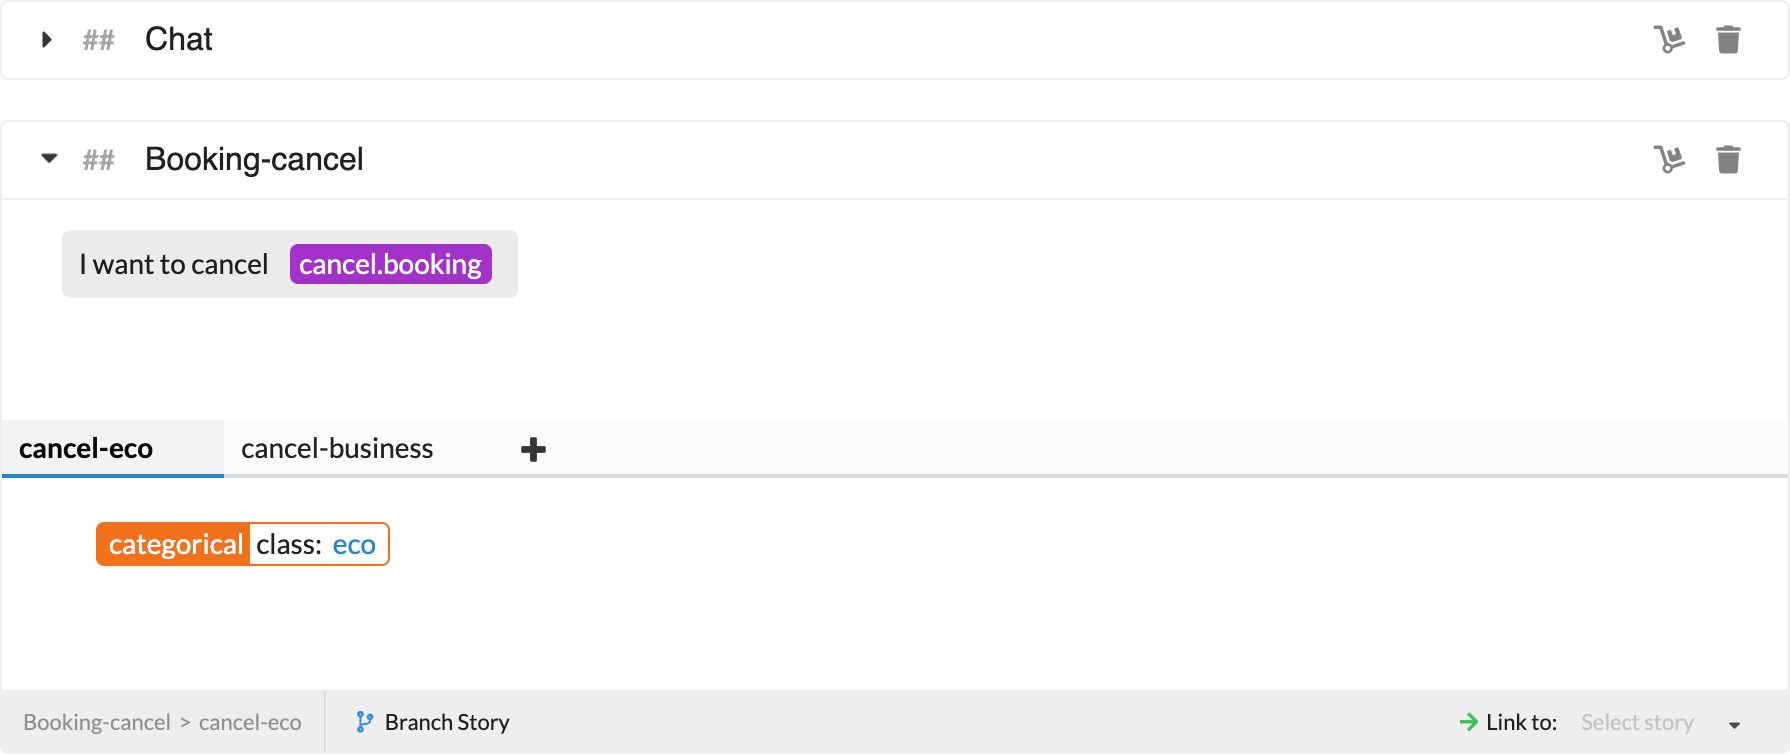 ## Chat
## Booking-cancel
I want to cancel cancel.booking
cancel-eco cancel-business
categorical class: eco
Booking-cancel > cancel-eco Branch Story Link to: Select story